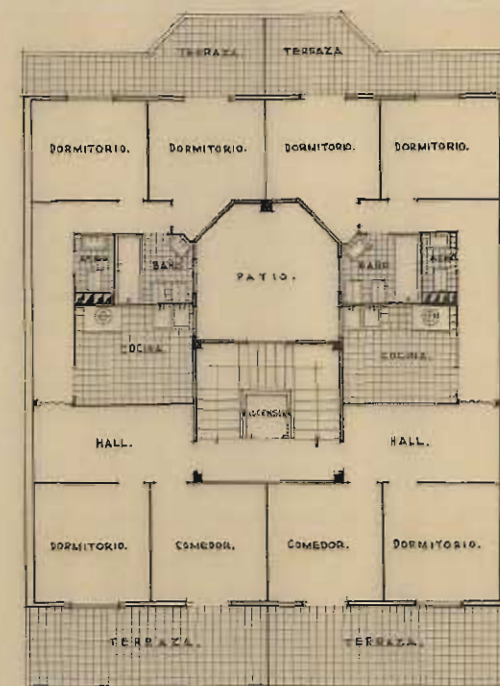 TERRAZA. TERRAZA
DORMITORIO. DORMITORIO. DORMITORIO. DORMITORIO.
ASEO BAÑO BAÑO ASEO
PATIO.
COCINA. COCINA.
ASCENSOR
HALL. HALL.
DORMITORIO. COMEDOR. COMEDOR. DORMITORIO.
TERRAZA. TERRAZA.